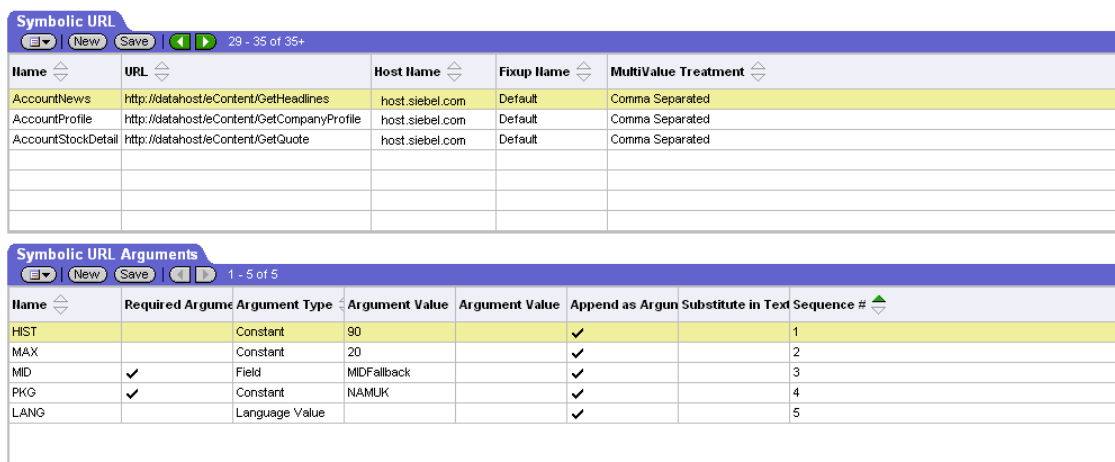 Symbolic URL
New Save 29 - 35 of 35+
Name URL Host Name Fixup Name MultiValue Treatment
AccountNews http://datahost/eContent/GetHeadlines host.siebel.com Default Comma Separated
AccountProfile http://datahost/eContent/GetCompanyProfile host.siebel.com Default Comma Separated
AccountStockDetail http://datahost/eContent/GetQuote host.siebel.com Default Comma Separated
Symbolic URL Arguments
New Save 1 - 5 of 5
Name Required Argume Argument Type Argument Value Argument Value Append as Argun Substitute in Text Sequence #
HIST Constant 90 ✓ 1
MAX Constant 20 ✓ 2
MID ✓ Field MIDFallback ✓ 3
PKG ✓ Constant NAMUK ✓ 4
LANG Language Value ✓ 5